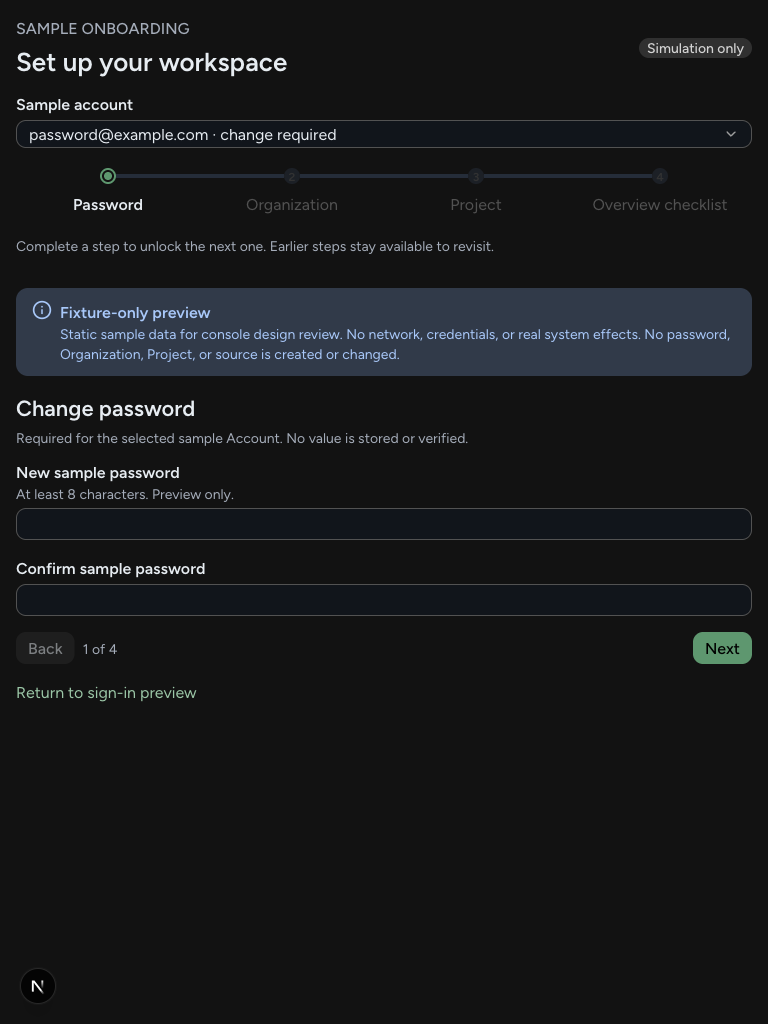 SAMPLE ONBOARDING
Set up your workspace
Simulation only
Sample account
password@example.com · change required
2
3
4
Password
Organization
Project
Overview checklist
Complete a step to unlock the next one. Earlier steps stay available to revisit.
Fixture-only preview
Static sample data for console design review. No network, credentials, or real system effects. No password,
Organization, Project, or source is created or changed.
Change password
Required for the selected sample Account. No value is stored or verified.
New sample password
At least 8 characters. Preview only.
Confirm sample password
Back
1 of 4
Next
Return to sign-in preview
N